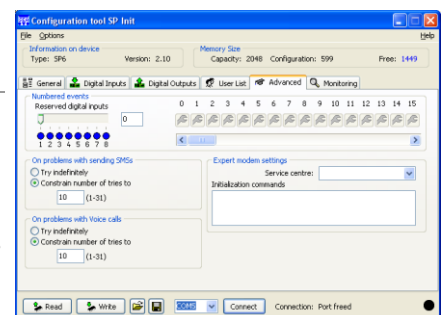 Configuration tool SP Init
File Options Help
Information on device Memory Size
Type: SP6 Version: 2.10 Capacity: 2048 Configuration: 599 Free: 1449
General Digital Inputs Digital Outputs User List Advanced Monitoring
Numbered events
Reserved digital inputs 0 1 2 3 4 5 6 7 8 9 10 11 12 13 14 15
0
1 2 3 4 5 6 7 8
On problems with sending SMSs Expert modem settings
Try indefinitely Service centre:
Constrain number of tries to Initialization commands
10 (1-31)
On problems with Voice calls
Try indefinitely
Constrain number of tries to
10 (1-31)
Read Write COM5 Connect Connection: Port freed